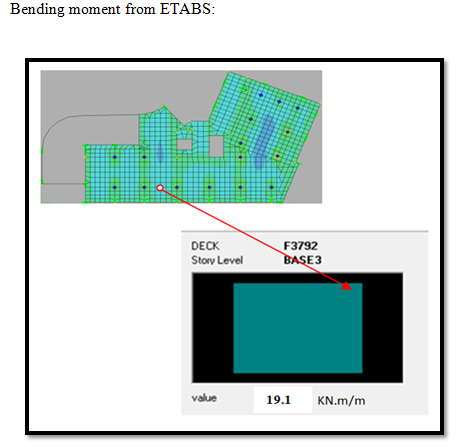 Bending moment from ETABS:
DECK F3792
Story Level BASE3
value 19.1 KN.m/m